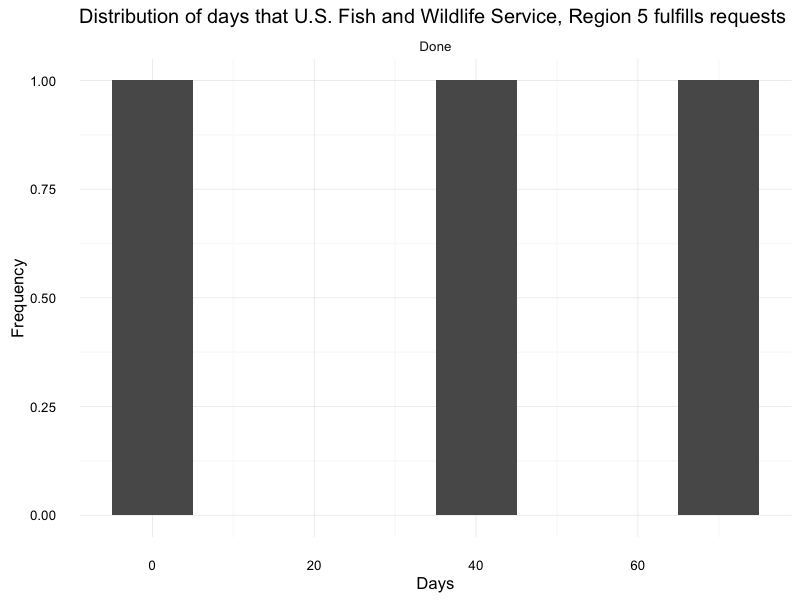 Distribution of days that U.S. Fish and Wildlife Service, Region 5 fulfills requests
Done
1.00
0.75
0.50
0.25
0.00
Frequency
0 20 40 60
Days